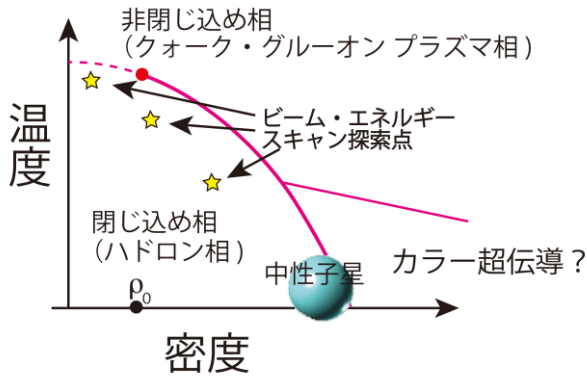 非閉じ込め相
(クォーク・グルーオン プラズマ相 )
ビーム・エネルギー
スキャン探索点
温度
閉じ込め相
(ハドロン相 )
中性子星
カラー超伝導？
ρ0
密度